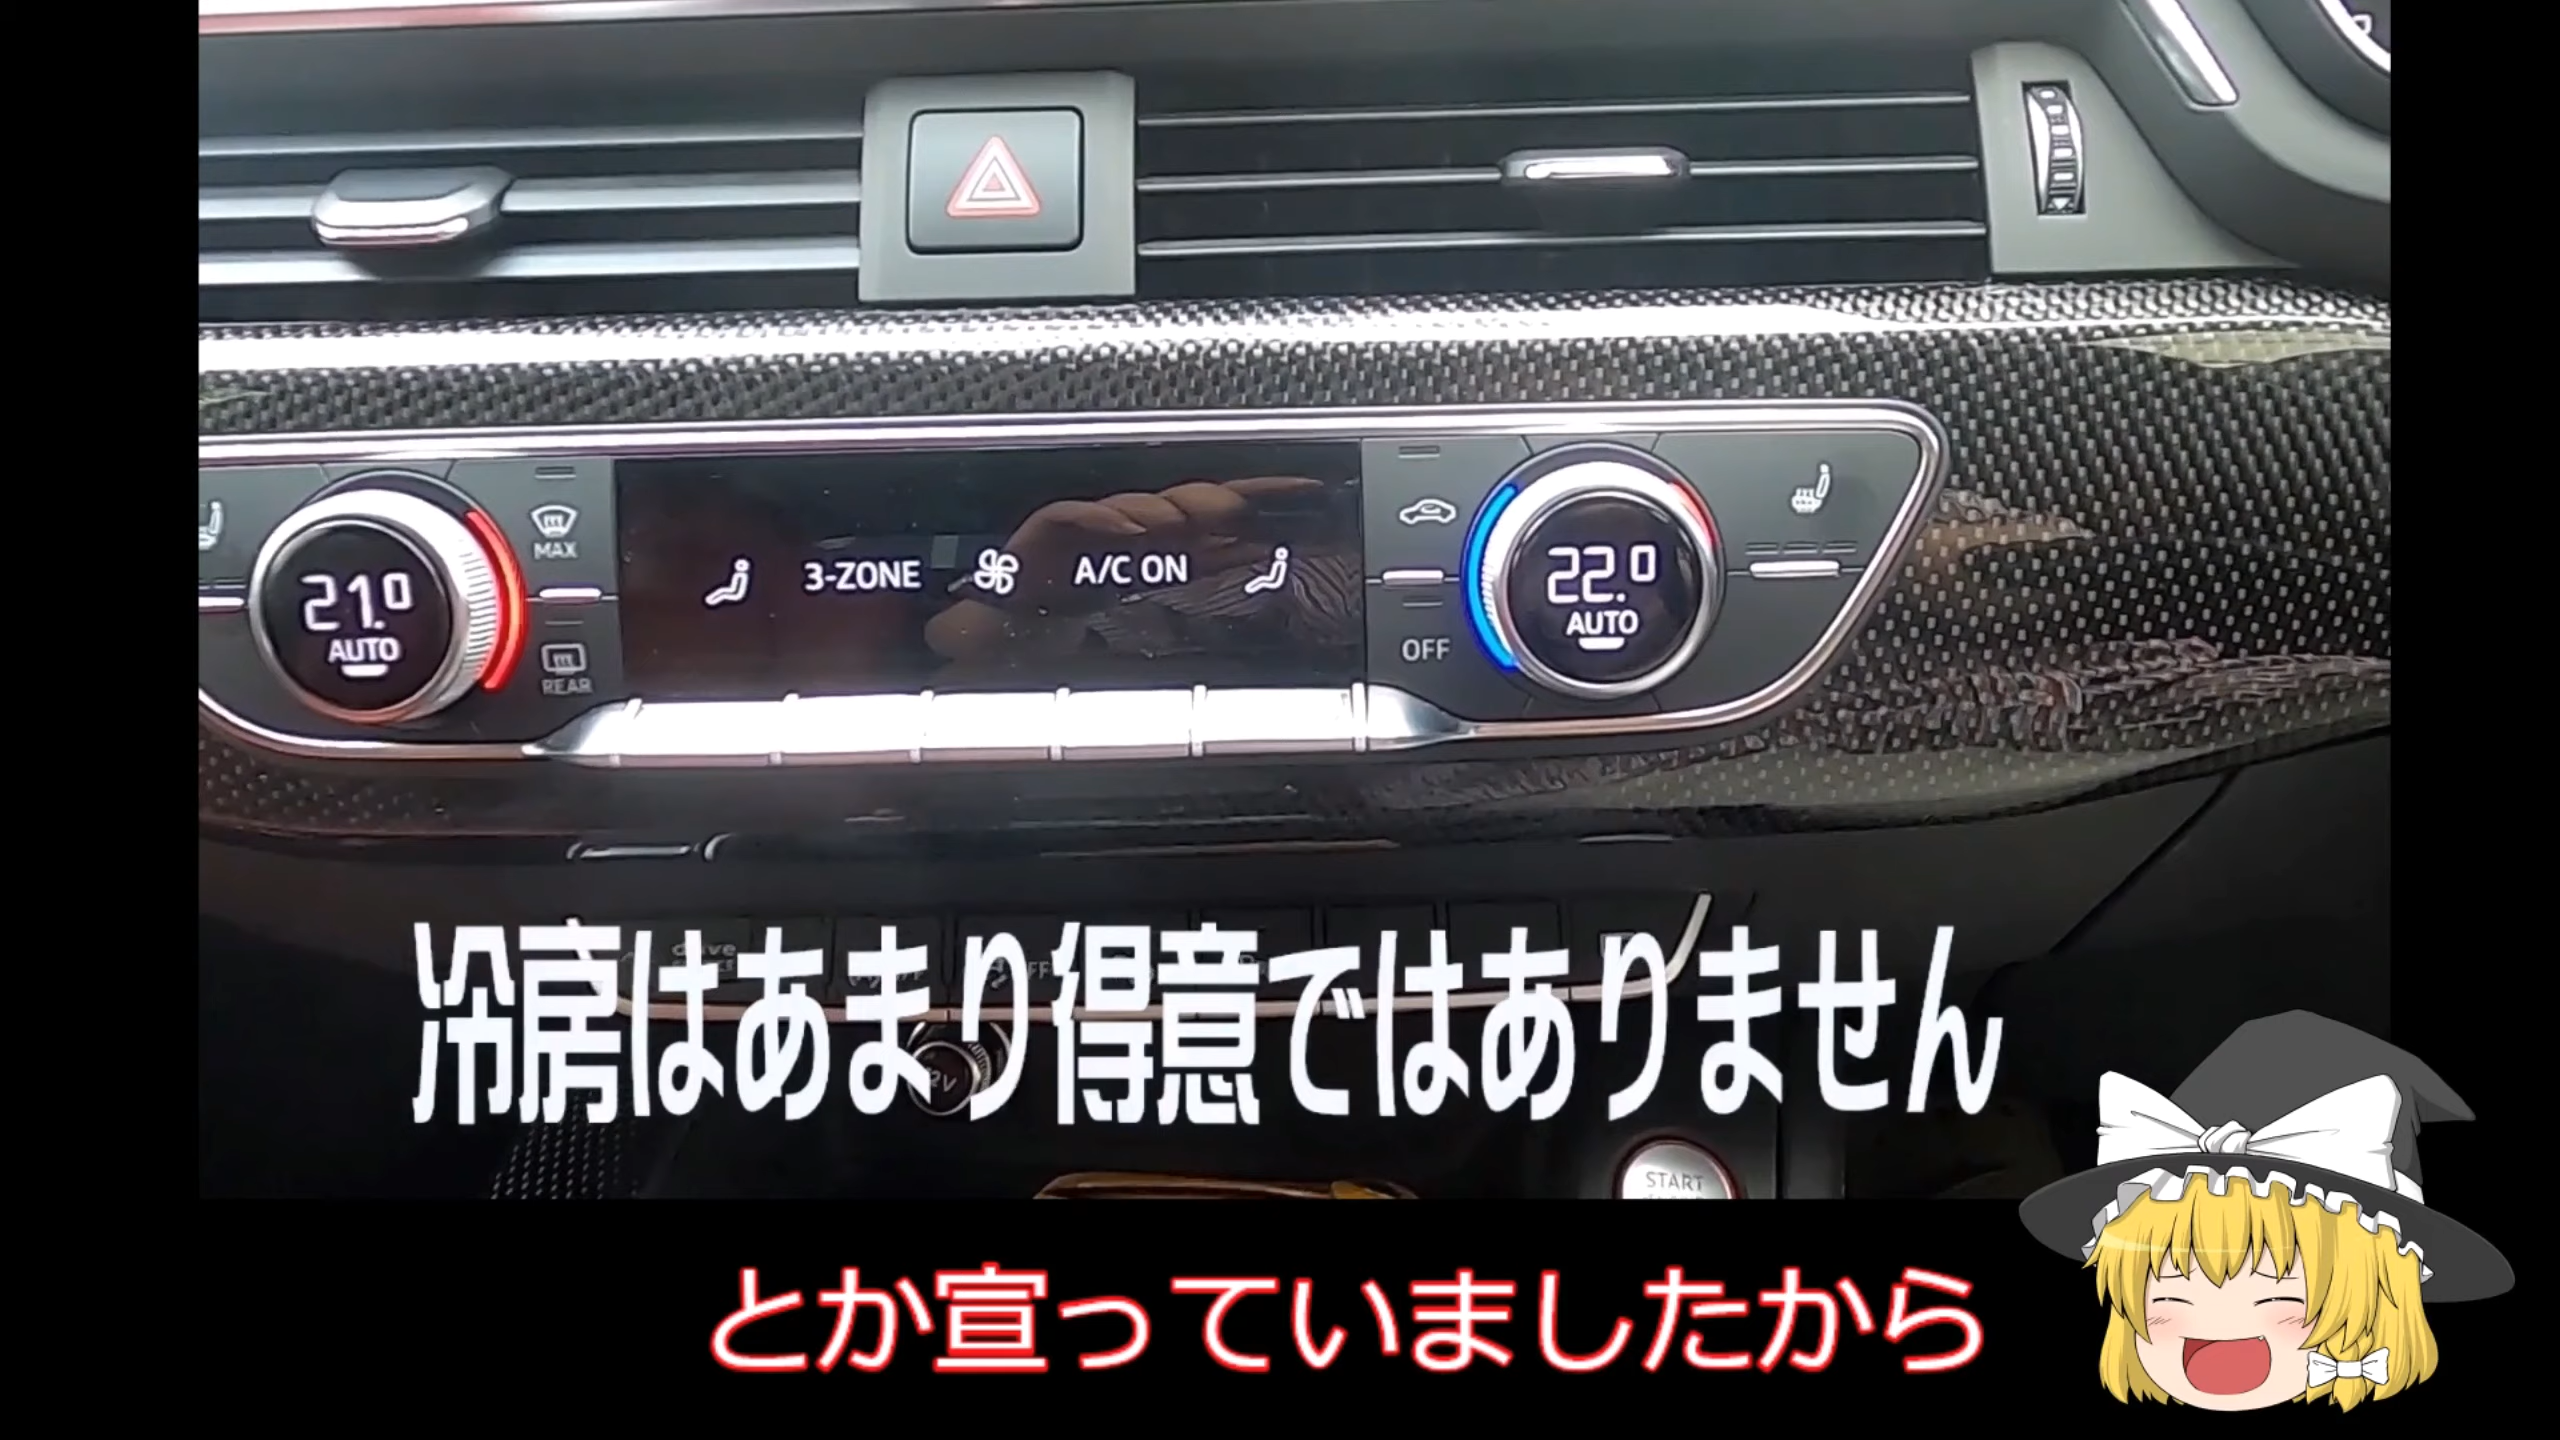 MAX
3-ZONE
A/C ON
21.0
AUTO
22.0
AUTO
REAR
OFF
冷房はあまり得意ではありません
START
とか宣っていましたから